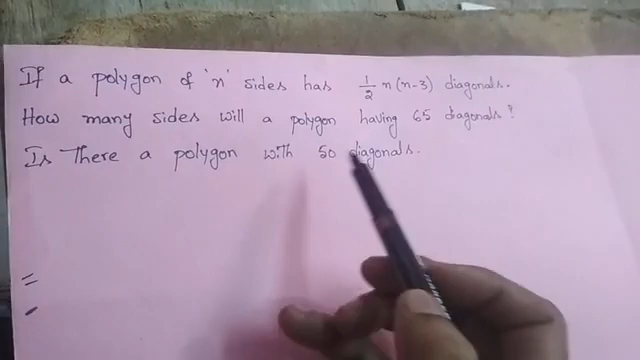 If a polygon of 'n' sides has 1/2 n(n-3) diagonals.
How many sides will a polygon having 65 diagonals?
Is There a polygon with 50 diagonals.